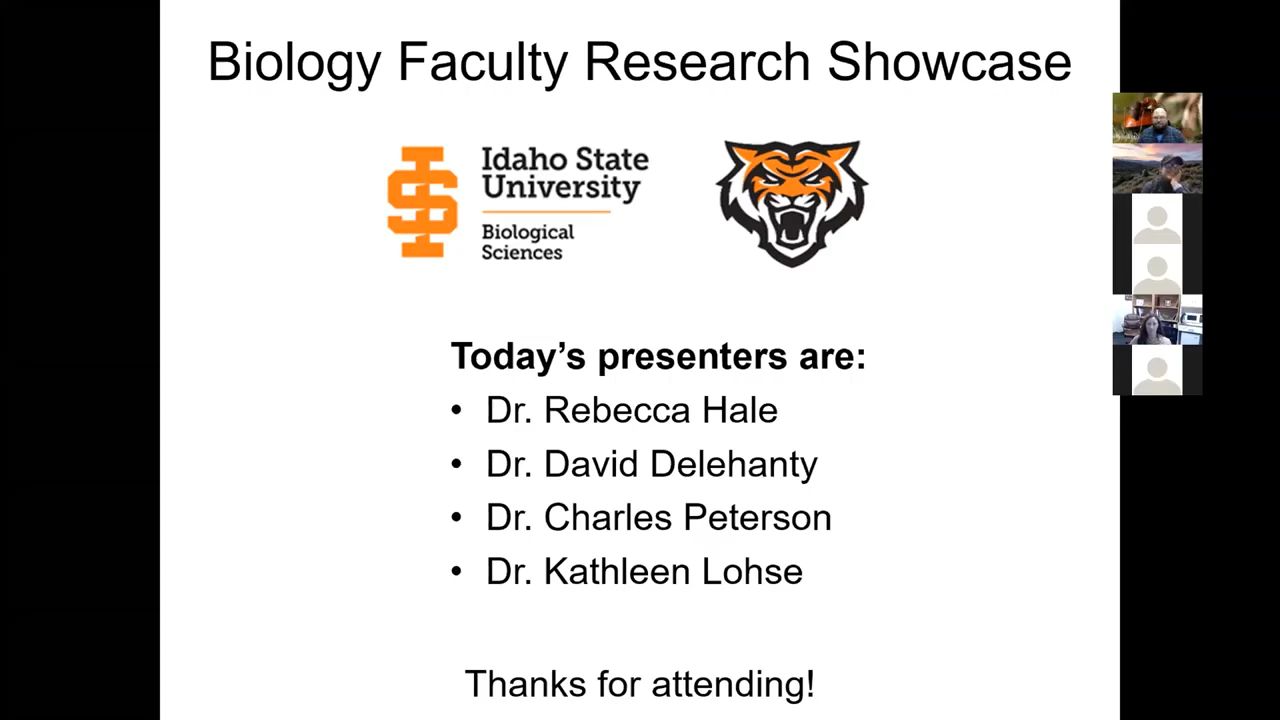 Biology Faculty Research Showcase
Idaho State
University
Biological
Sciences
Today's presenters are:
• Dr. Rebecca Hale
• Dr. David Delehanty
• Dr. Charles Peterson
• Dr. Kathleen Lohse
Thanks for attending!